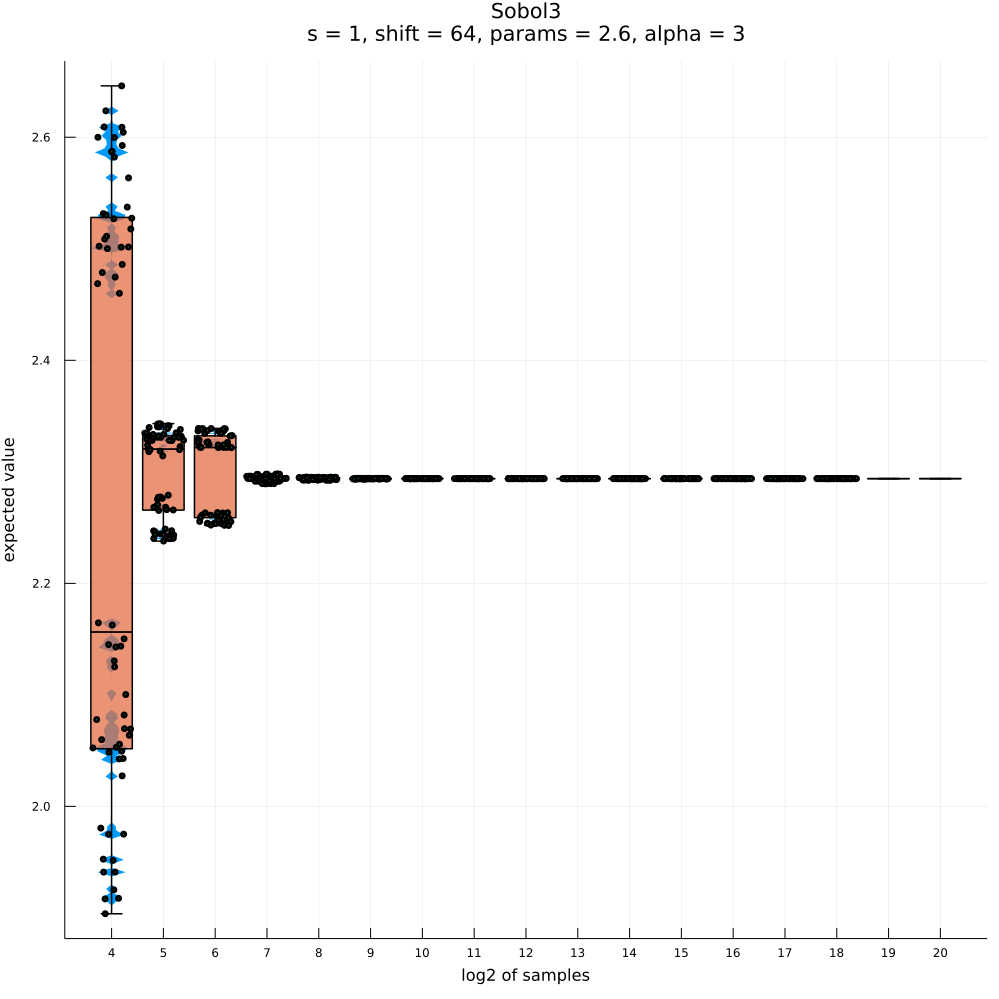 Sobol3
s = 1, shift = 64, params = 2.6, alpha = 3
expected value
2.6
2.4
2.2
2.0
4 5 6 7 8 9 10 11 12 13 14 15 16 17 18 19 20
log2 of samples